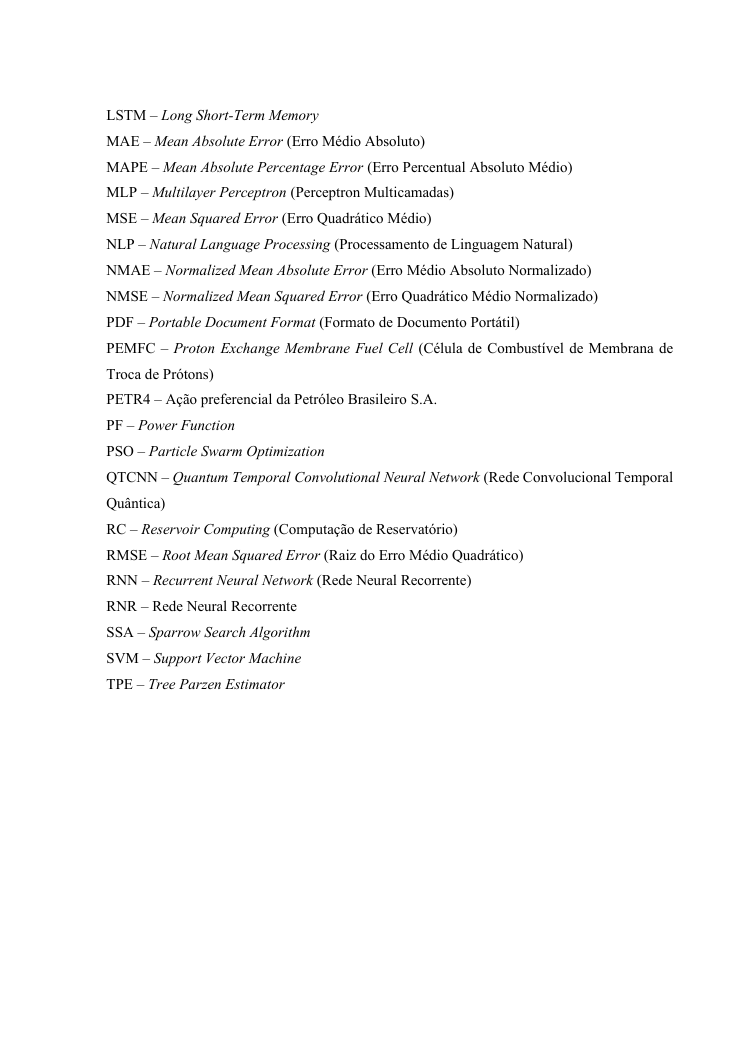 LSTM – Long Short-Term Memory
MAE – Mean Absolute Error (Erro Médio Absoluto)
MAPE – Mean Absolute Percentage Error (Erro Percentual Absoluto Médio)
MLP – Multilayer Perceptron (Perceptron Multicamadas)
MSE – Mean Squared Error (Erro Quadrático Médio)
NLP – Natural Language Processing (Processamento de Linguagem Natural)
NMAE – Normalized Mean Absolute Error (Erro Médio Absoluto Normalizado)
NMSE – Normalized Mean Squared Error (Erro Quadrático Médio Normalizado)
PDF – Portable Document Format (Formato de Documento Portátil)
PEMFC – Proton Exchange Membrane Fuel Cell (Célula de Combustível de Membrana de
Troca de Prótons)
PETR4 – Ação preferencial da Petróleo Brasileiro S.A.
PF – Power Function
PSO – Particle Swarm Optimization
QTCNN – Quantum Temporal Convolutional Neural Network (Rede Convolucional Temporal
Quântica)
RC – Reservoir Computing (Computação de Reservatório)
RMSE – Root Mean Squared Error (Raiz do Erro Médio Quadrático)
RNN – Recurrent Neural Network (Rede Neural Recorrente)
RNR – Rede Neural Recorrente
SSA – Sparrow Search Algorithm
SVM – Support Vector Machine
TPE – Tree Parzen Estimator